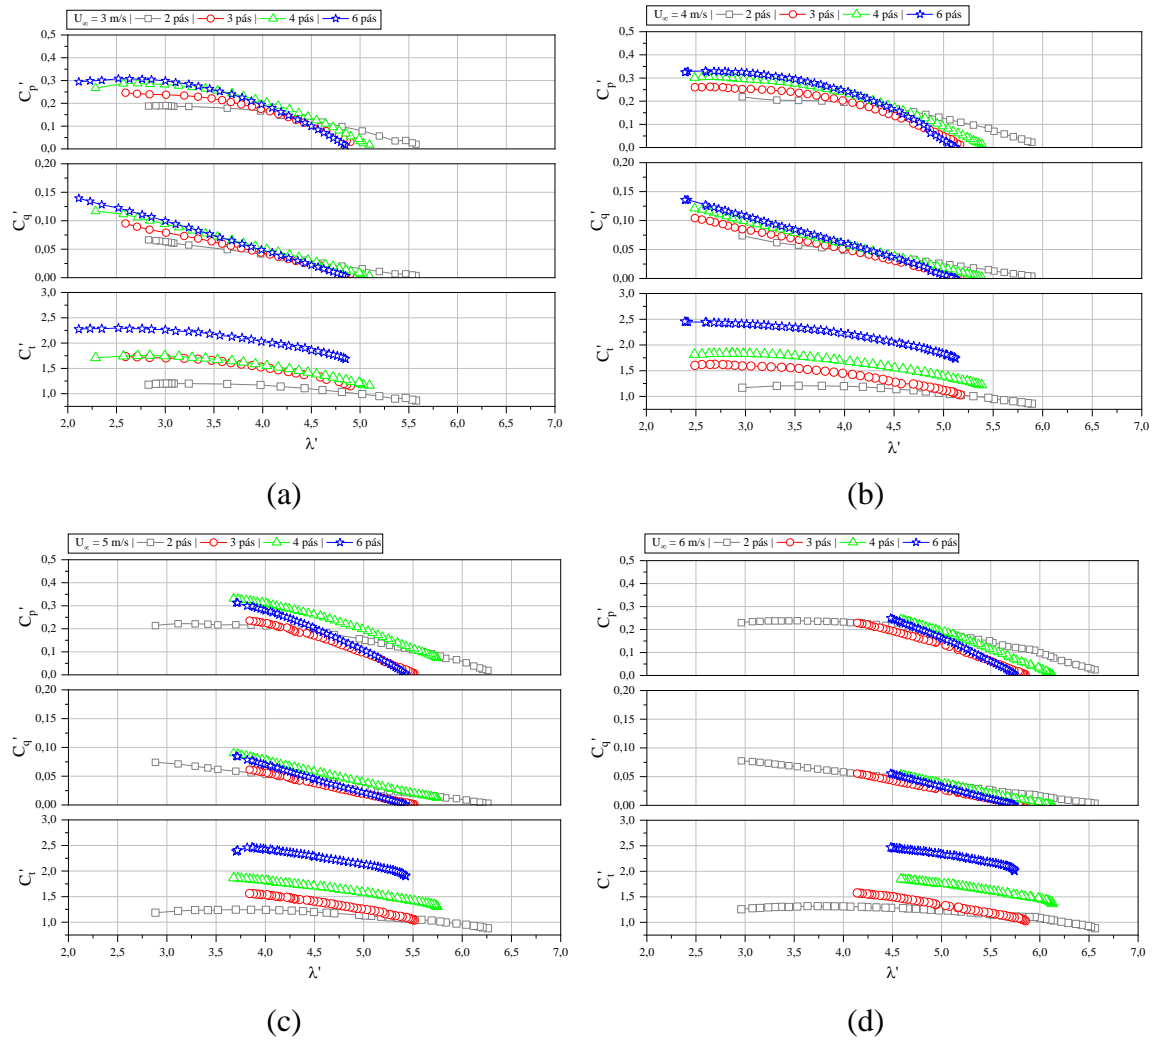 U∞ = 3 m/s | 2 pás | 3 pás | 4 pás | 6 pás
0,5
0,4
0,3
0,2
0,1
0,0
Cp'
0,20
0,15
0,10
0,05
0,00
Cq'
3,0
2,5
2,0
1,5
1,0
Ct'
2,0 2,5 3,0 3,5 4,0 4,5 5,0 5,5 6,0 6,5 7,0
λ'
(a)
U∞ = 4 m/s | 2 pás | 3 pás | 4 pás | 6 pás
0,5
0,4
0,3
0,2
0,1
0,0
Cp'
0,20
0,15
0,10
0,05
0,00
Cq'
3,0
2,5
2,0
1,5
1,0
Ct'
2,0 2,5 3,0 3,5 4,0 4,5 5,0 5,5 6,0 6,5 7,0
λ'
(b)
U∞ = 5 m/s | 2 pás | 3 pás | 4 pás | 6 pás
0,5
0,4
0,3
0,2
0,1
0,0
Cp'
0,20
0,15
0,10
0,05
0,00
Cq'
3,0
2,5
2,0
1,5
1,0
Ct'
2,0 2,5 3,0 3,5 4,0 4,5 5,0 5,5 6,0 6,5 7,0
λ'
(c)
U∞ = 6 m/s | 2 pás | 3 pás | 4 pás | 6 pás
0,5
0,4
0,3
0,2
0,1
0,0
Cp'
0,20
0,15
0,10
0,05
0,00
Cq'
3,0
2,5
2,0
1,5
1,0
Ct'
2,0 2,5 3,0 3,5 4,0 4,5 5,0 5,5 6,0 6,5 7,0
λ'
(d)